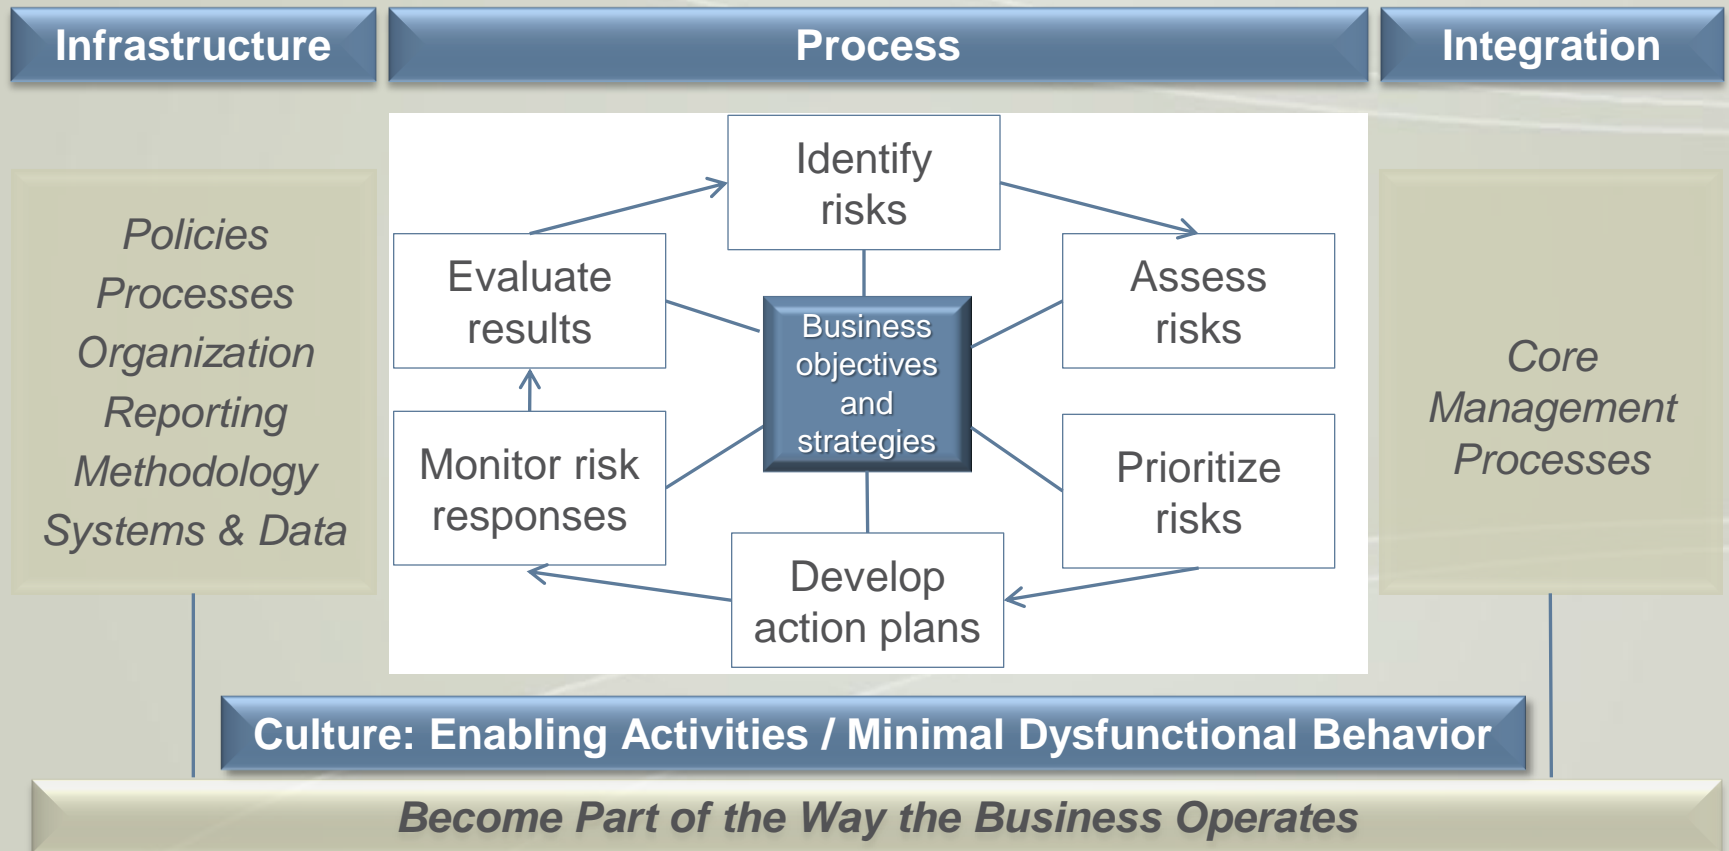 Infrastructure
Process
Integration
Policies
Processes
Organization
Reporting
Methodology
Systems & Data
Identify
risks
Evaluate
results
Assess
risks
Business
objectives
and
strategies
Monitor risk
responses
Prioritize
risks
Develop
action plans
Core
Management
Processes
Culture: Enabling Activities / Minimal Dysfunctional Behavior
Become Part of the Way the Business Operates